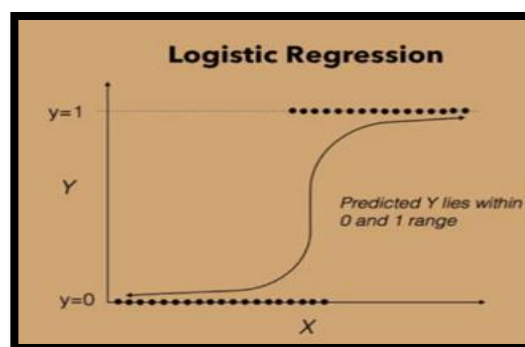 Logistic Regression
y=1
Y
Predicted Y lies within
0 and 1 range
y=0
X